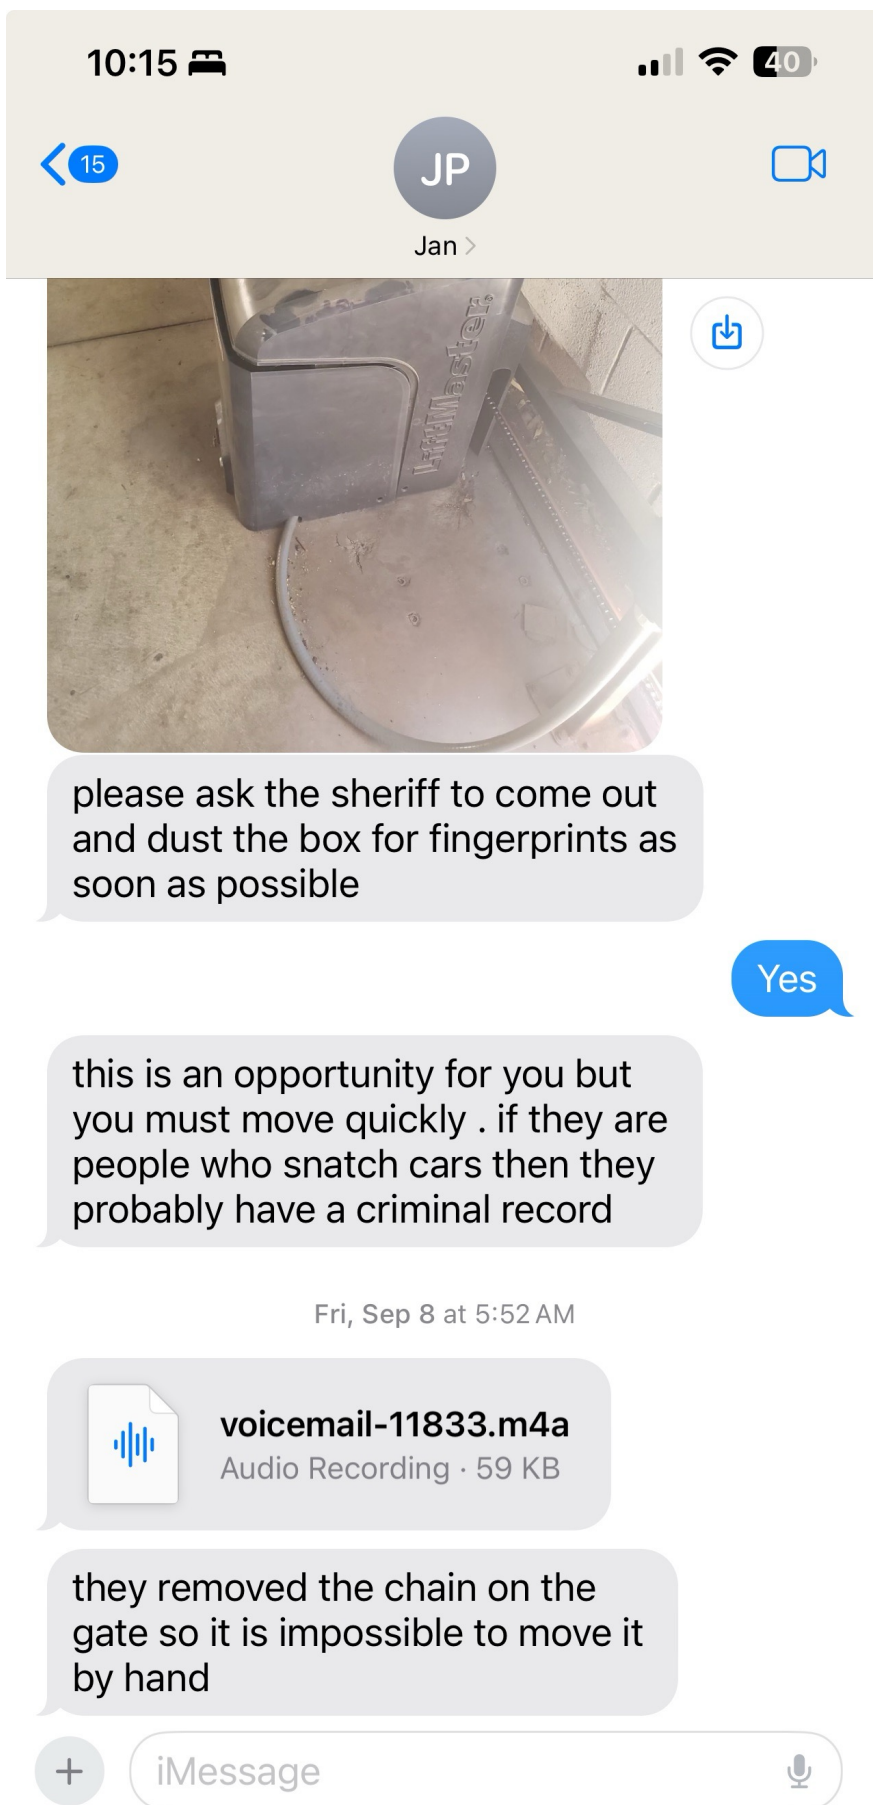 10:15
40
15
JP
Jan
LiftMaster
please ask the sheriff to come out
and dust the box for fingerprints as
soon as possible
Yes
this is an opportunity for you but
you must move quickly . if they are
people who snatch cars then they
probably have a criminal record
Fri, Sep 8 at 5:52 AM
voicemail-11833.m4a
Audio Recording · 59 KB
they removed the chain on the
gate so it is impossible to move it
by hand
iMessage